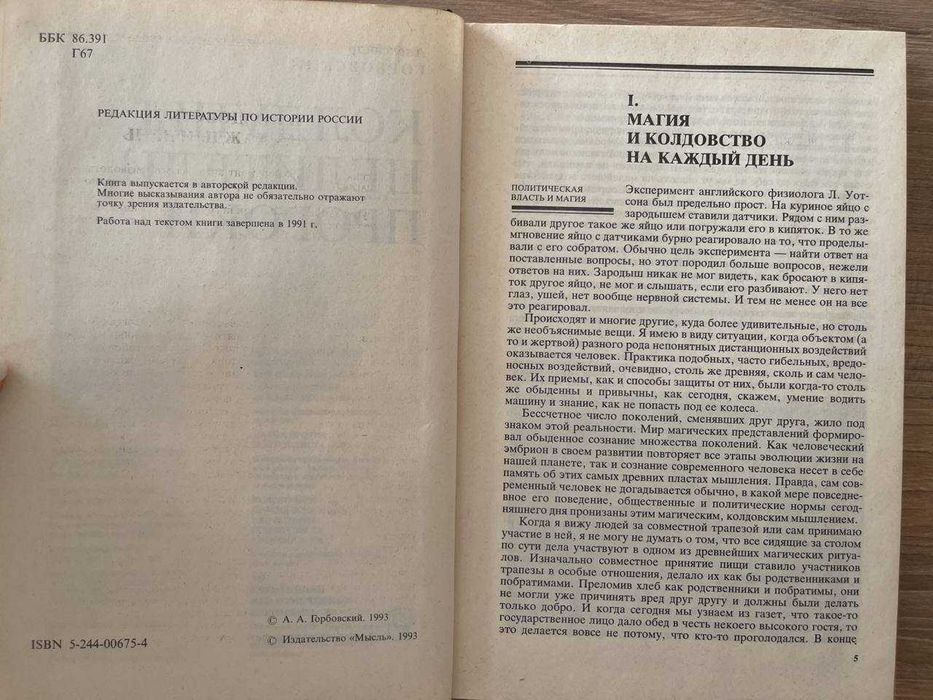 ББК 86.391
Г67
РЕДАКЦИЯ ЛИТЕРАТУРЫ ПО ИСТОРИИ РОССИИ
Книга выпускается в авторской редакции.
Многие высказывания автора не обязательно отражают
точку зрения издательства.
Работа над текстом книги завершена в 1991 г.
ISBN 5-244-00675-4
© А. А. Горбовский. 1993
© Издательство «Мысль». 1993
I.
МАГИЯ
И КОЛДОВСТВО
НА КАЖДЫЙ ДЕНЬ
ПОЛИТИЧЕСКАЯ
ВЛАСТЬ И МАГИЯ
Эксперимент английского физиолога Л. Уот-
сона был предельно прост. На куриное яйцо с
зародышем ставили датчики. Рядом с ним раз-
бивали другое такое же яйцо или погружали его в кипяток. В то же
мгновение яйцо с датчиками бурно реагировало на то, что проделы-
вали с его собратом. Обычно цель эксперимента — найти ответ на
поставленные вопросы, но этот породил больше вопросов, нежели
ответов на них. Зародыш никак не мог видеть, как бросают в кипя-
ток другое яйцо, не мог и слышать, если его разбивают. У него нет
глаз, ушей, нет вообще нервной системы. И тем не менее он на все
это реагировал.
Происходят и многие другие, куда более удивительные, но столь
же необъяснимые вещи. Я имею в виду ситуации, когда объектом (а
то и жертвой) разного рода непонятных дистанционных воздействий
оказывается человек. Практика подобных, часто гибельных, вредо-
носных воздействий, очевидно, столь же древняя, сколь и сам чело-
век. Их приемы, как и способы защиты от них, были когда-то столь
же обыденны и привычны, как сегодня, скажем, умение водить
машину и знание, как не попасть под ее колеса.
Бессчетное число поколений, сменявших друг друга, жило под
знаком этой реальности. Мир магических представлений формиро-
вал обыденное сознание множества поколений. Как человеческий
эмбрион в своем развитии повторяет все этапы эволюции жизни на
нашей планете, так и сознание современного человека несет в себе
память об этих самых древних пластах мышления. Правда, сам сов-
ременный человек не догадывается обычно, в какой мере повседнев-
ное его поведение, общественные и политические нормы сегод-
няшнего дня пронизаны этим магическим, колдовским мышлением.
Когда я вижу людей за совместной трапезой или сам принимаю
участие в ней, я не могу не думать о том, что все сидящие за столом
по сути дела участвуют в одном из древнейших магических ритуа-
лов. Изначально совместное принятие пищи ставило участников
трапезы в особые отношения, делало их как бы родственниками и
побратимами. Преломив хлеб как родственники и побратимы, они
не могли уже причинять вред друг другу и должны были делать
только добро. И когда сегодня мы узнаем из газет, что такое-то
государственное лицо дало обед в честь некоего высокого гостя, то
это делается вовсе не потому, что кто-то проголодался. В конце
5